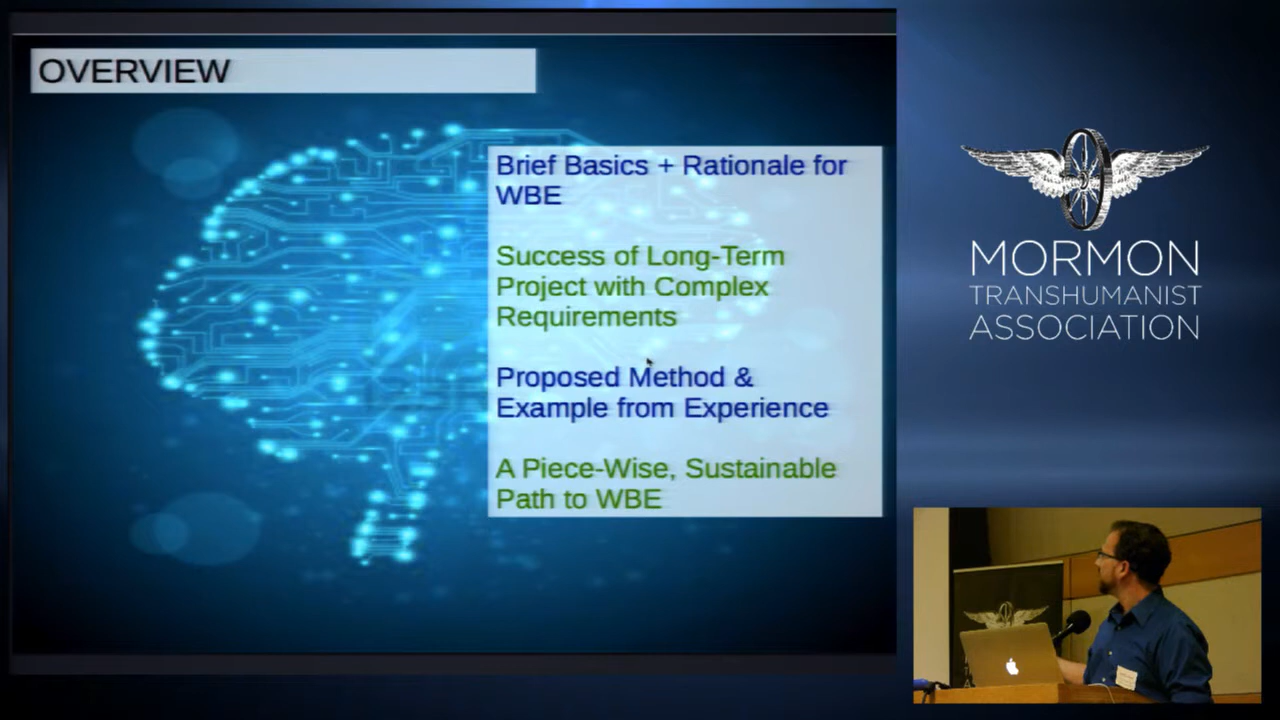 OVERVIEW
Brief Basics + Rationale for
WBE
Success of Long-Term
Project with Complex
Requirements
Proposed Method &
Example from Experience
A Piece-Wise, Sustainable
Path to WBE
MORMON
TRANSHUMANIST
ASSOCIATION